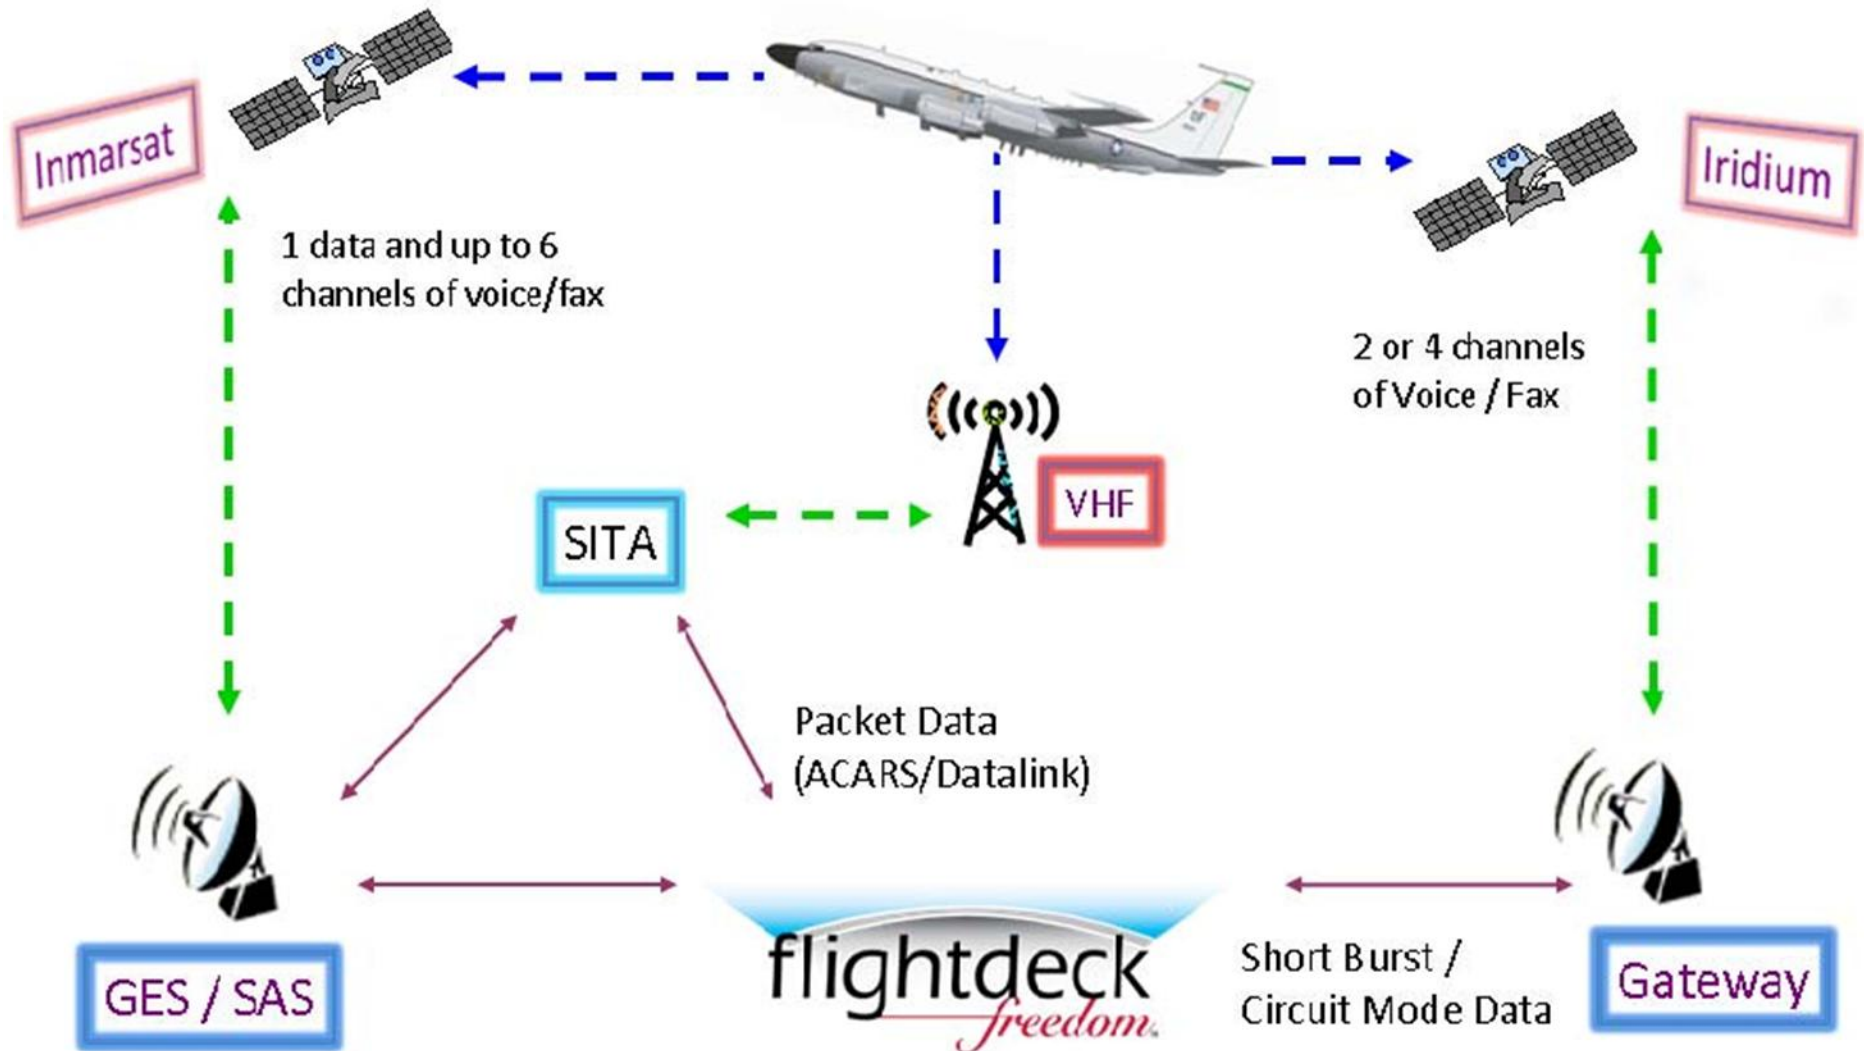 Inmarsat
Iridium
1 data and up to 6
channels of voice/fax
2 or 4 channels
of Voice / Fax
VHF
SITA
Packet Data
(ACARS/Datalink)
flightdeck
freedom
Short Burst /
Circuit Mode Data
GES / SAS
Gateway